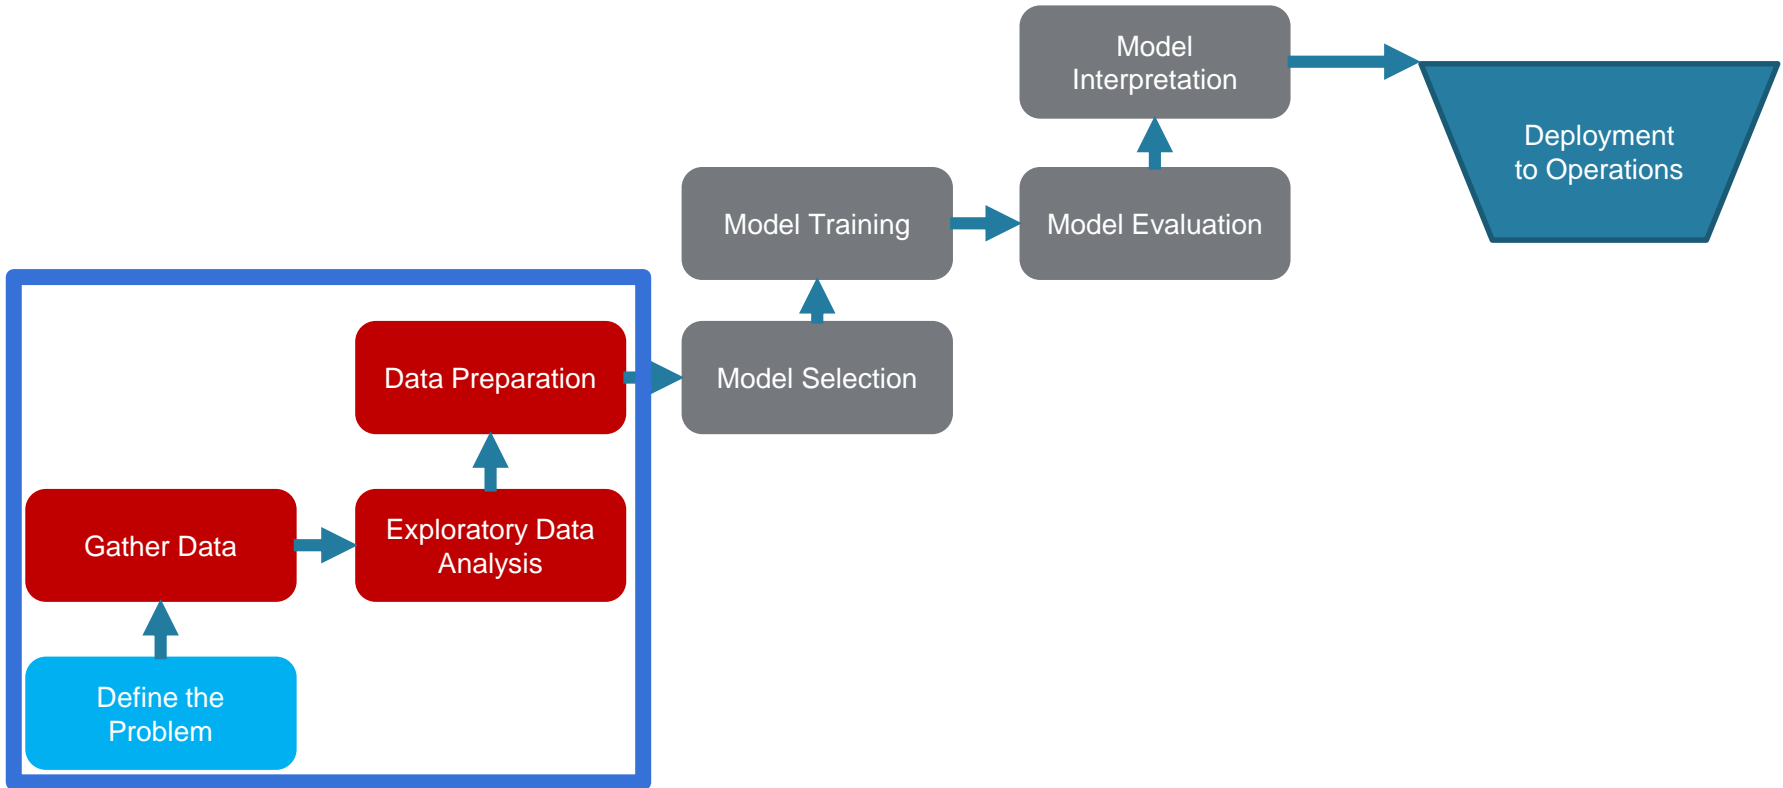 Model
Interpretation
Deployment
to Operations
Model Training
Model Evaluation
Data Preparation
Model Selection
Gather Data
Exploratory Data
Analysis
Define the
Problem